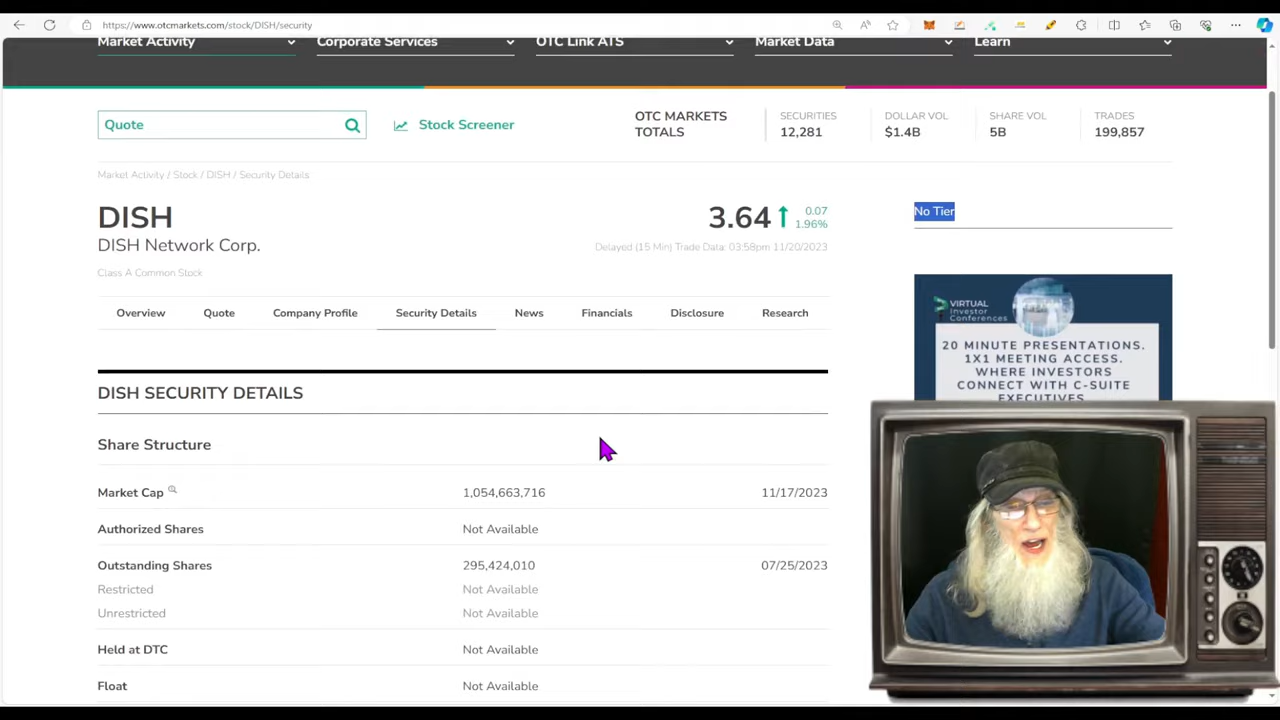 https://www.otcmarkets.com/stock/DISH/security
Market Activity
Corporate Services
OTC Link ATS
Market Data
Learn
Quote
Stock Screener
OTC MARKETS
TOTALS
SECURITIES
12,281
DOLLAR VOL
$1.4B
SHARE VOL
5B
TRADES
199,857
Market Activity / Stock / DISH / Security Details
DISH
DISH Network Corp.
Class A Common Stock
3.64
0.07
1.96%
Delayed (15 Min) Trade Data: 03:58pm 11/20/2023
No Tier
Overview
Quote
Company Profile
Security Details
News
Financials
Disclosure
Research
VIRTUAL
Investor
Conferences
20 MINUTE PRESENTATIONS.
1X1 MEETING ACCESS.
WHERE INVESTORS
CONNECT WITH C-SUITE
EXECUTIVES
DISH SECURITY DETAILS
Share Structure
Market Cap 1,054,663,716 11/17/2023
Authorized Shares Not Available
Outstanding Shares 295,424,010 07/25/2023
Restricted Not Available
Unrestricted Not Available
Held at DTC Not Available
Float Not Available